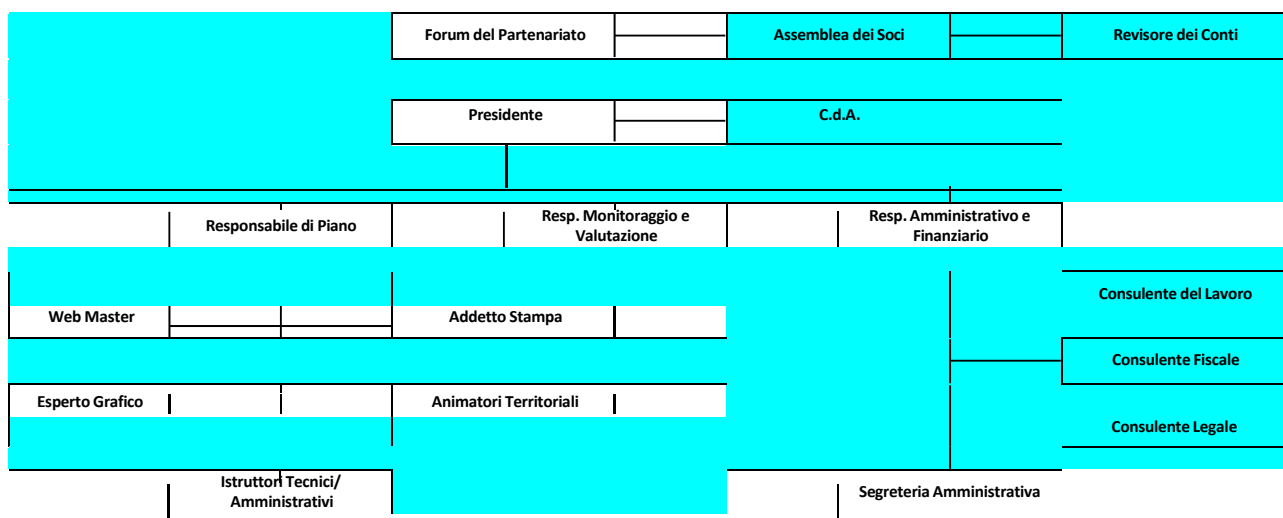 Forum del Partenariato
Assemblea dei Soci
Revisore dei Conti
Presidente
C.d.A.
Responsabile di Piano
Resp. Monitoraggio e
Valutazione
Resp. Amministrativo e
Finanziario
Consulente del Lavoro
Web Master
Addetto Stampa
Consulente Fiscale
Esperto Grafico
Animatori Territoriali
Consulente Legale
Istruttori Tecnici/
Amministrativi
Segreteria Amministrativa